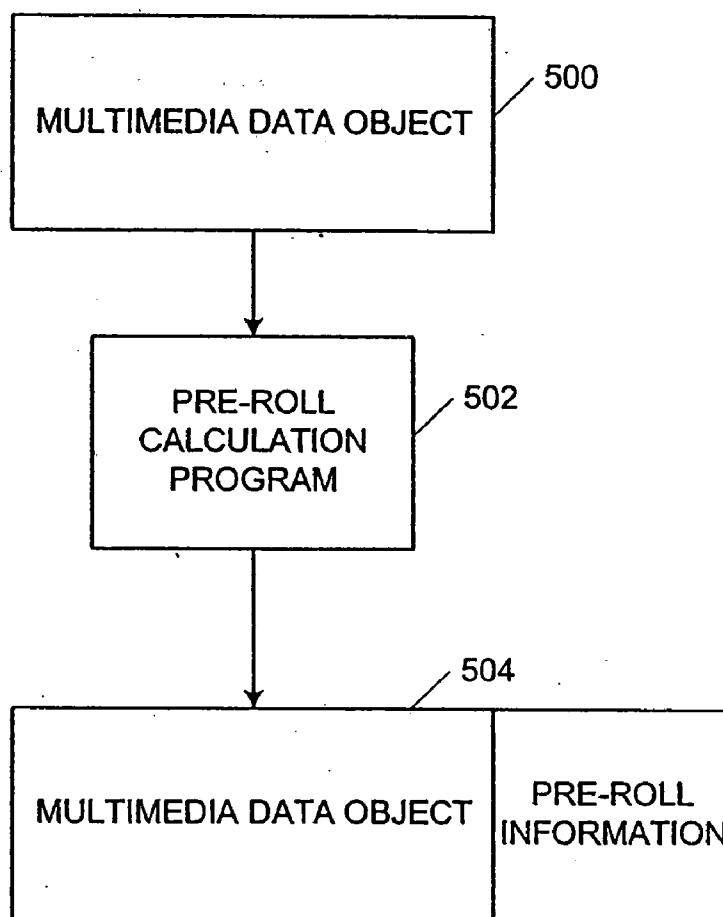 500
MULTIMEDIA DATA OBJECT
502
PRE-ROLL
CALCULATION
PROGRAM
504
MULTIMEDIA DATA OBJECT
PRE-ROLL
INFORMATION